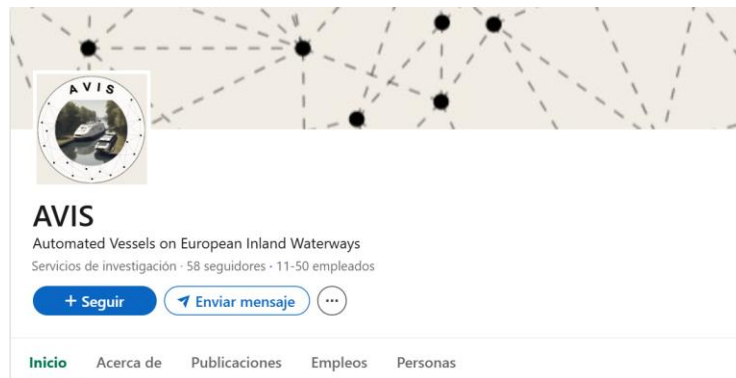 AVIS
AVIS
Automated Vessels on European Inland Waterways
Servicios de investigación · 58 seguidores · 11-50 empleados
+ Seguir
Enviar mensaje
Inicio
Acerca de
Publicaciones
Empleos
Personas